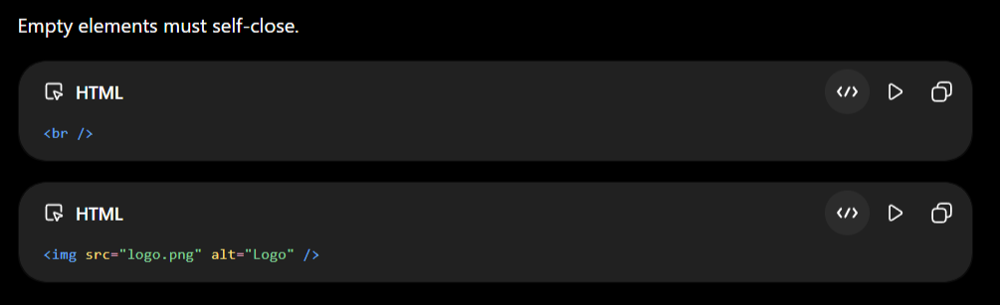 Empty elements must self-close.
HTML
<br />
HTML
<img src="logo.png" alt="Logo" />